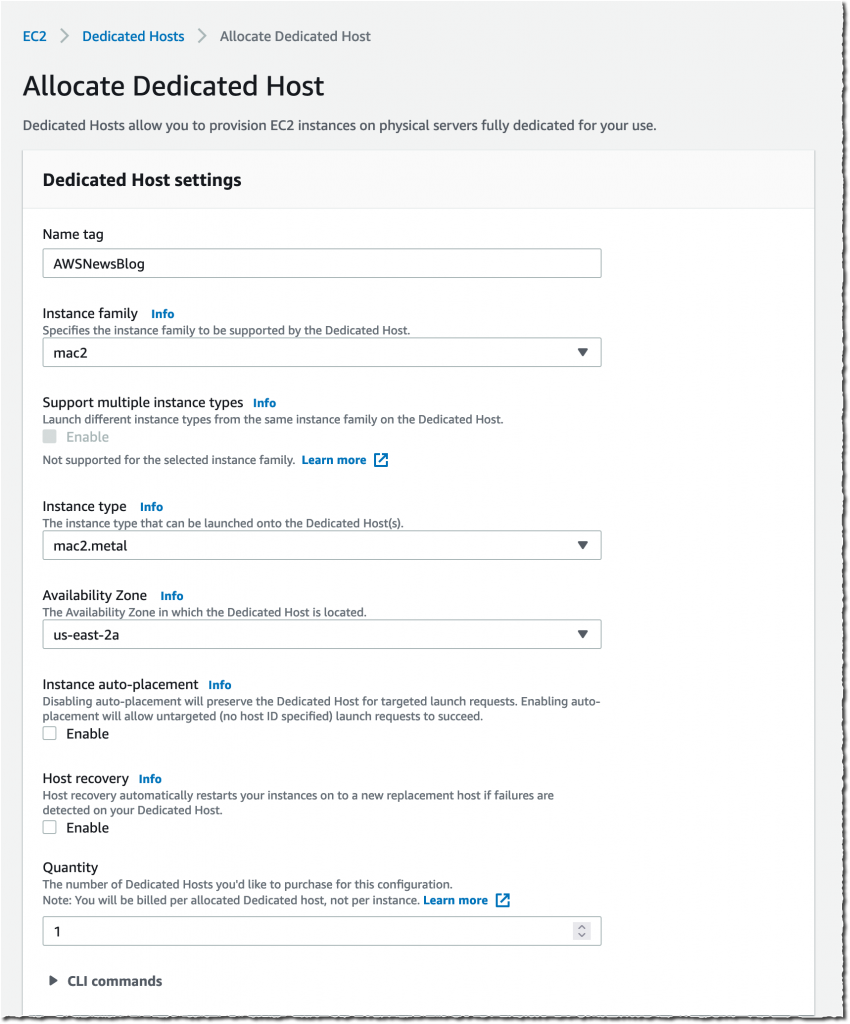 EC2 > Dedicated Hosts > Allocate Dedicated Host
Allocate Dedicated Host
Dedicated Hosts allow you to provision EC2 instances on physical servers fully dedicated for your use.
Dedicated Host settings
Name tag
AWSNewsBlog
Instance family Info
Specifies the instance family to be supported by the Dedicated Host.
mac2
Support multiple instance types Info
Launch different instance types from the same instance family on the Dedicated Host.
Enable
Not supported for the selected instance family. Learn more
Instance type Info
The instance type that can be launched onto the Dedicated Host(s).
mac2.metal
Availability Zone Info
The Availability Zone in which the Dedicated Host is located.
us-east-2a
Instance auto-placement Info
Disabling auto-placement will preserve the Dedicated Host for targeted launch requests. Enabling auto-
placement will allow untargeted (no host ID specified) launch requests to succeed.
Enable
Host recovery Info
Host recovery automatically restarts your instances on to a new replacement host if failures are
detected on your Dedicated Host.
Enable
Quantity
The number of Dedicated Hosts you'd like to purchase for this configuration.
Note: You will be billed per allocated Dedicated host, not per instance. Learn more
1
CLI commands